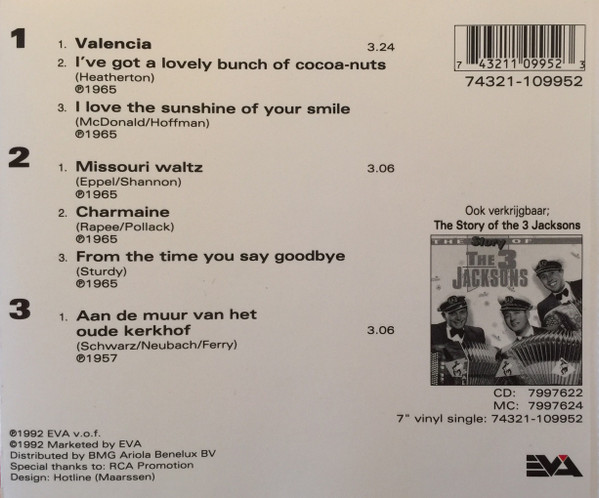 1
1. Valencia 3.24
2. I've got a lovely bunch of cocoa-nuts
(Heatherton)
℗1965
3. I love the sunshine of your smile
(McDonald/Hoffman)
℗1965
2
1. Missouri waltz 3.06
(Eppel/Shannon)
℗1965
2. Charmaine
(Rapee/Pollack)
℗1965
3. From the time you say goodbye
(Sturdy)
℗1965
3
1. Aan de muur van het
oude kerkhof 3.06
(Schwarz/Neubach/Ferry)
℗1957
7 43211 09952 3
74321-109952
Ook verkrijgbaar;
The Story of the 3 Jacksons
THE Story OF
THE 3
JACKSONS
CD: 7997622
MC: 7997624
7" vinyl single: 74321-109952
℗1992 EVA v.o.f.
©1992 Marketed by EVA
Distributed by BMG Ariola Benelux BV
Special thanks to: RCA Promotion
Design: Hotline (Maarssen)
EVA